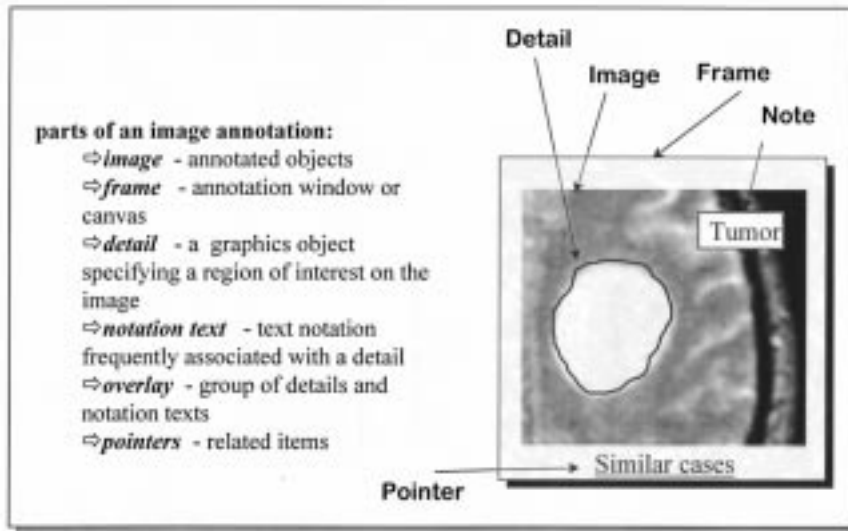 parts of an image annotation:
⇨image - annotated objects
⇨frame - annotation window or
canvas
⇨detail - a graphics object
specifying a region of interest on the
image
⇨notation text - text notation
frequently associated with a detail
⇨overlay - group of details and
notation texts
⇨pointers - related items
Detail
Image
Frame
Note
Tumor
Similar cases
Pointer